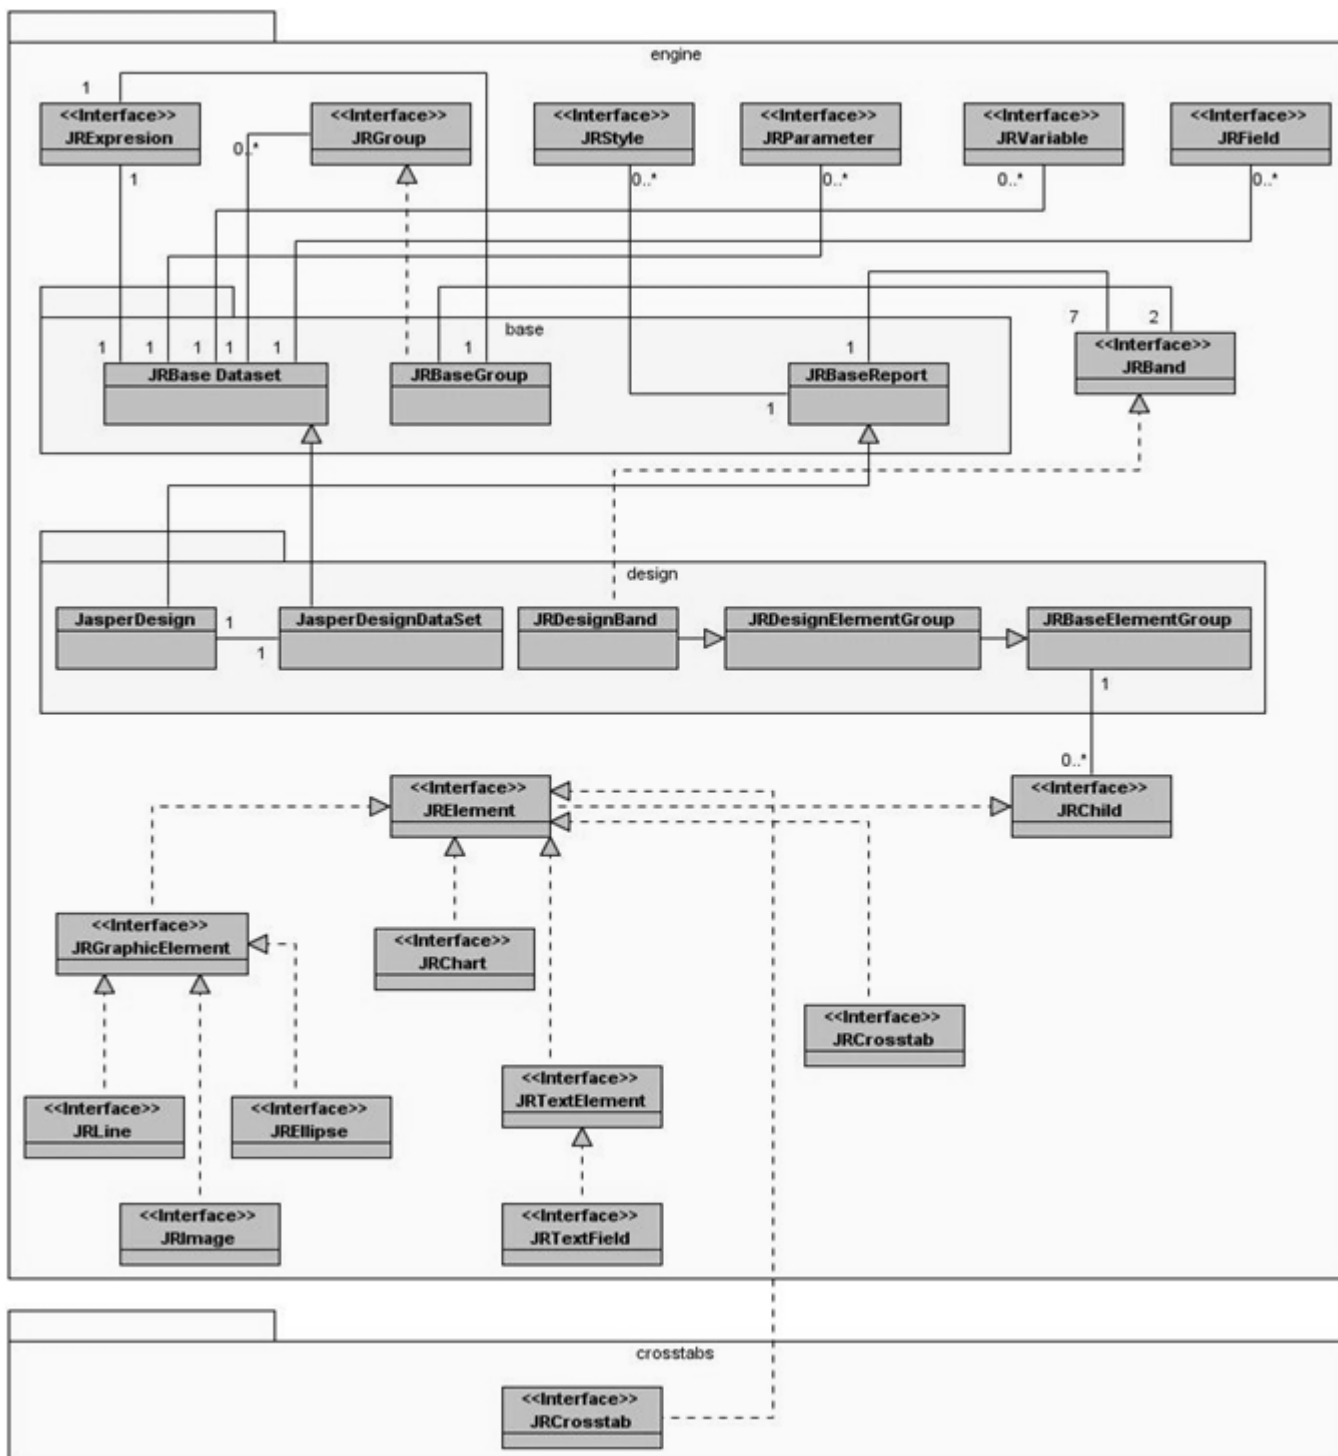 engine
1
<<Interface>>
JRExpresion
<<Interface>>
JRGroup
<<Interface>>
JRStyle
<<Interface>>
JRParameter
<<Interface>>
JRVariable
<<Interface>>
JRField
0..*
1
0..*
0..*
0..*
0..*
base
1
1
1
1
1
1
1
7
2
JRBase Dataset
JRBaseGroup
JRBaseReport
<<Interface>>
JRBand
1
design
JasperDesign
JasperDesignDataSet
JRDesignBand
JRDesignElementGroup
JRBaseElementGroup
1
1
1
0..*
<<Interface>>
JRElement
<<Interface>>
JRChild
<<Interface>>
JRGraphicElement
<<Interface>>
JRChart
<<Interface>>
JRCrosstab
<<Interface>>
JRTextElement
<<Interface>>
JRLine
<<Interface>>
JREllipse
<<Interface>>
JRImage
<<Interface>>
JRTextField
crosstabs
<<Interface>>
JRCrosstab